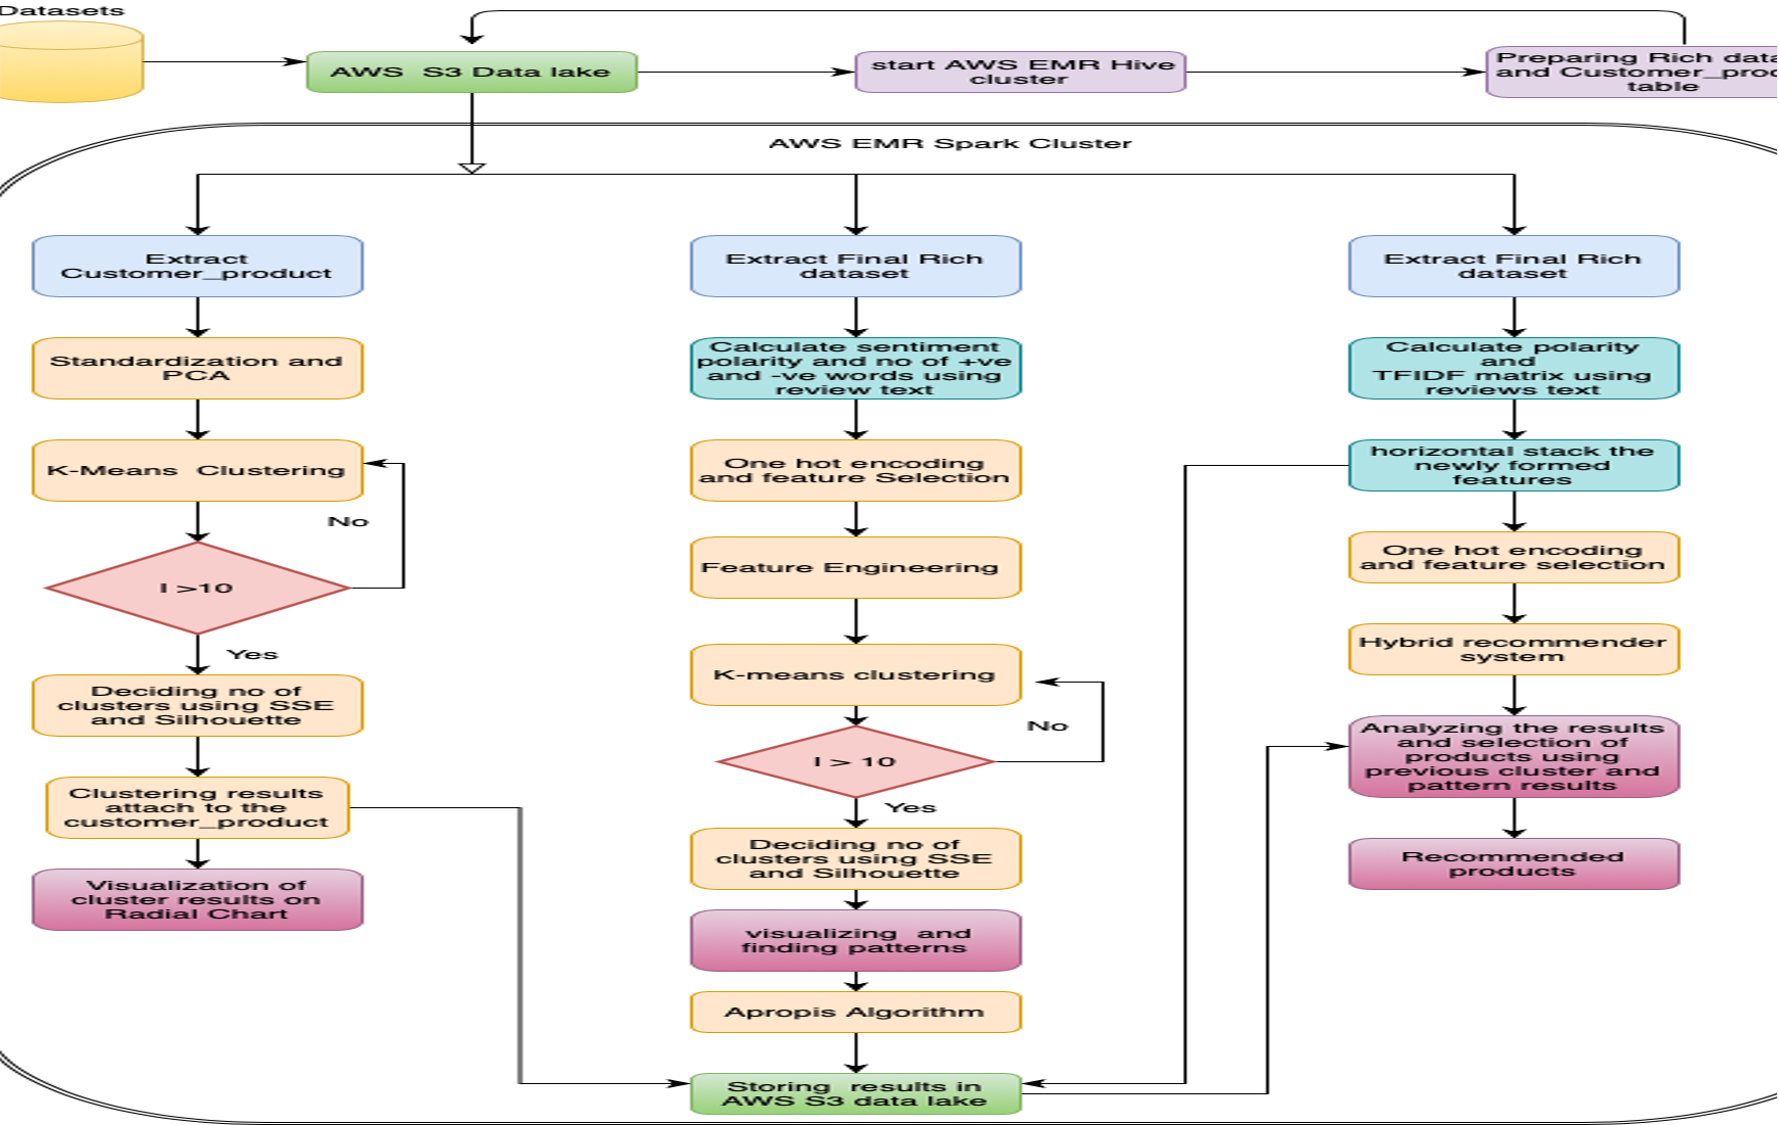 Datasets
AWS S3 Data lake
start AWS EMR Hive
cluster
Preparing Rich data
and Customer_proc
table
AWS EMR Spark Cluster
Extract
Customer_product
Standardization and
PCA
K-Means Clustering
No
I >10
Yes
Deciding no of
clusters using SSE
and Silhouette
Clustering results
attach to the
customer_product
Visualization of
cluster results on
Radial Chart
Extract Final Rich
dataset
Calculate sentiment
polarity and no of +ve
and -ve words using
review text
One hot encoding
and feature Selection
Feature Engineering
K-means clustering
No
I > 10
Yes
Deciding no of
clusters using SSE
and Silhouette
visualizing and
finding patterns
Apropis Algorithm
Storing results in
AWS S3 data lake
Extract Final Rich
dataset
Calculate polarity
and
TFIDF matrix using
reviews text
horizontal stack the
newly formed
features
One hot encoding
and feature selection
Hybrid recommender
system
Analyzing the results
and selection of
products using
previous cluster and
pattern results
Recommended
products